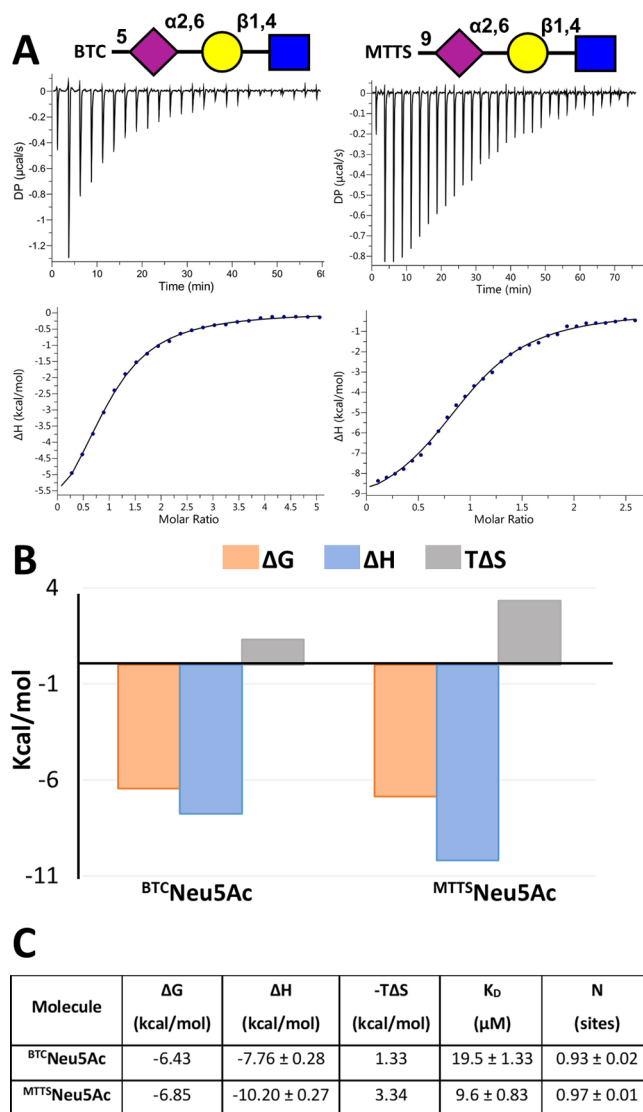 A
BTC 5 α2,6 β1,4
MTTS 9 α2,6 β1,4
0
-0.2
-0.4
-0.6
-0.8
-1
-1.2
DP (µcal/s)
0 10 20 30 40 50 60
Time (min)
0
-0.1
-0.2
-0.3
-0.4
-0.5
-0.6
-0.7
-0.8
DP (µcal/s)
0 10 20 30 40 50 60 70
Time (min)
0
-0.5
-1
-1.5
-2
-2.5
-3
-3.5
-4
-4.5
-5
-5.5
ΔH (kcal/mol)
0 0.5 1 1.5 2 2.5 3 3.5 4 4.5 5
Molar Ratio
-1
-2
-3
-4
-5
-6
-7
-8
-9
ΔH (kcal/mol)
0 0.5 1 1.5 2 2.5
Molar Ratio
B
ΔG ΔH TΔS
4
-1
-6
-11
Kcal/mol
BTCNeu5Ac MTTSNeu5Ac
C
Molecule ΔG (kcal/mol) ΔH (kcal/mol) -TΔS (kcal/mol) KD (µM) N (sites)
BTCNeu5Ac -6.43 -7.76 ± 0.28 1.33 19.5 ± 1.33 0.93 ± 0.02
MTTSNeu5Ac -6.85 -10.20 ± 0.27 3.34 9.6 ± 0.83 0.97 ± 0.01